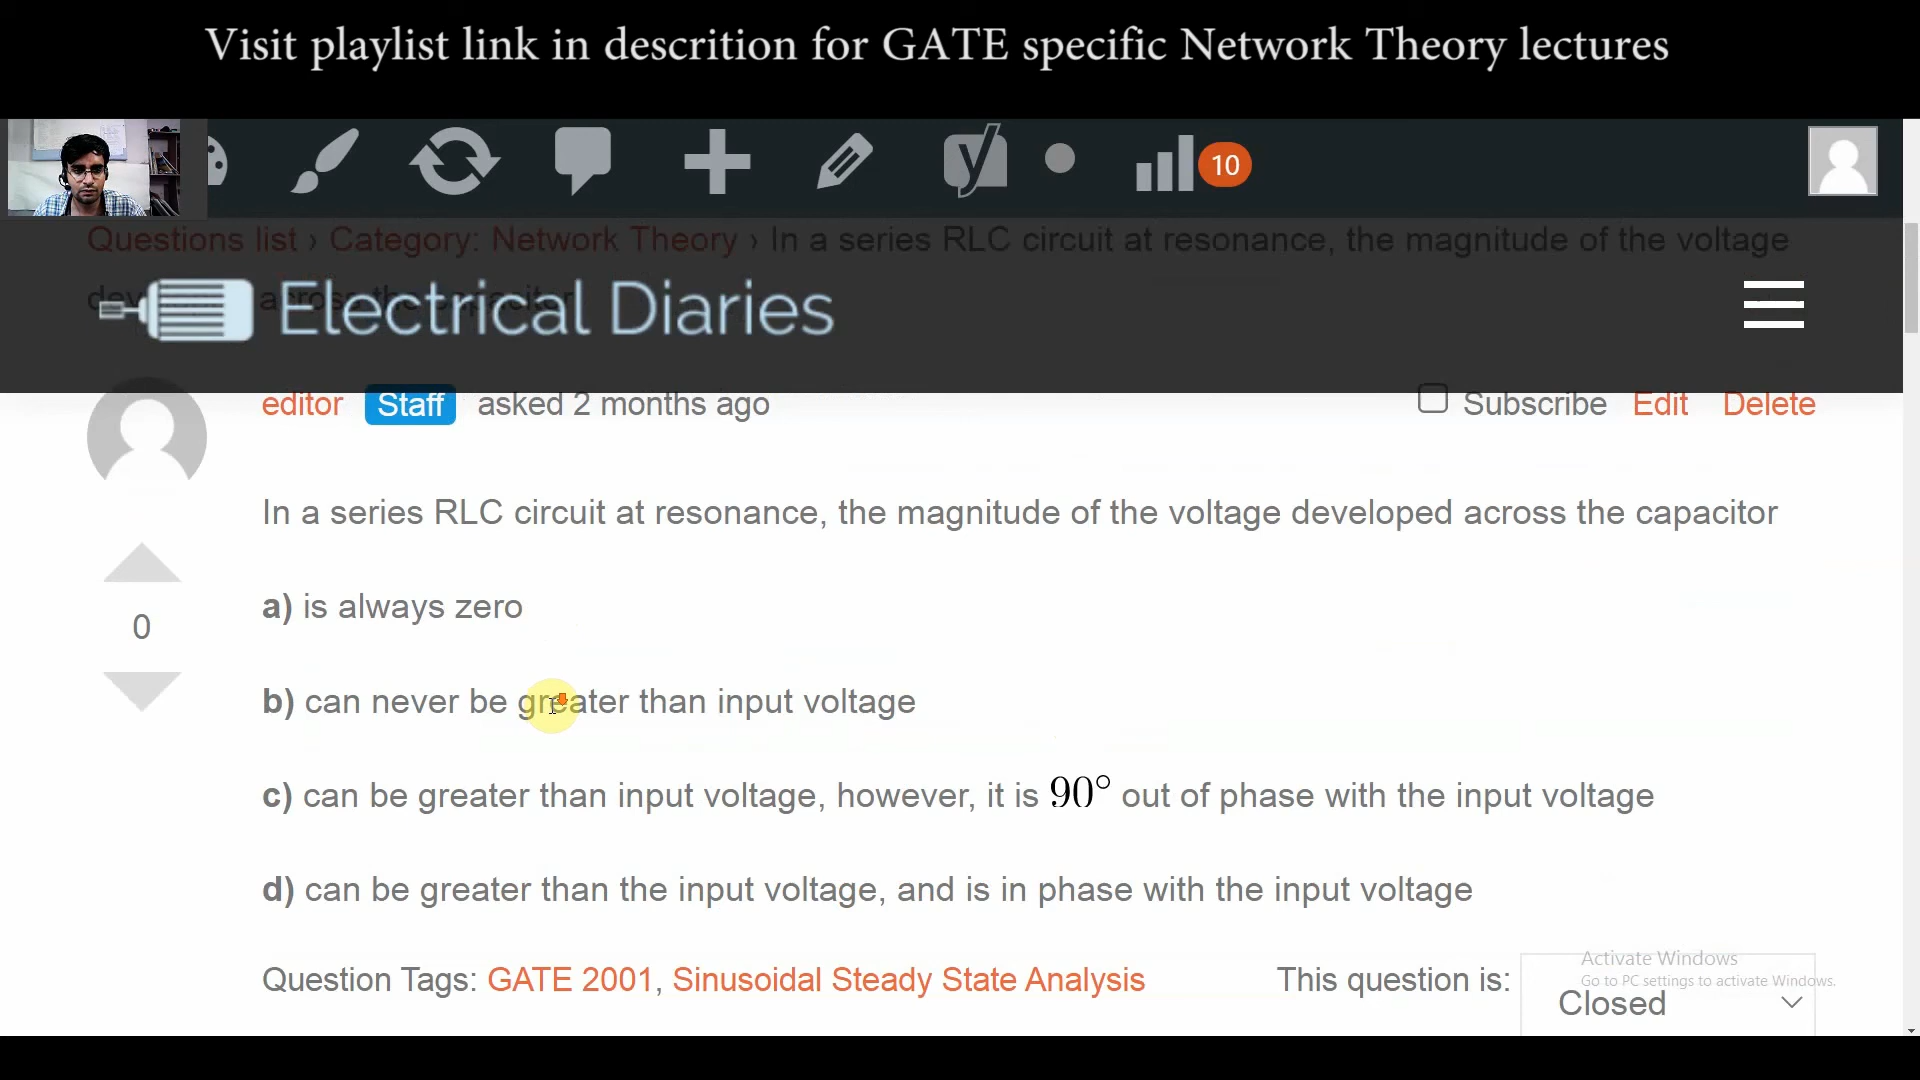 Visit playlist link in descrition for GATE specific Network Theory lectures
10
Questions list › Category: Network Theory › In a series RLC circuit at resonance, the magnitude of the voltage
developed across the capacitor
Electrical Diaries
editor Staff asked 2 months ago Subscribe Edit Delete
In a series RLC circuit at resonance, the magnitude of the voltage developed across the capacitor
a) is always zero
0
b) can never be greater than input voltage
c) can be greater than input voltage, however, it is 90° out of phase with the input voltage
d) can be greater than the input voltage, and is in phase with the input voltage
Question Tags: GATE 2001, Sinusoidal Steady State Analysis This question is:
Closed
Activate Windows
Go to PC settings to activate Windows.